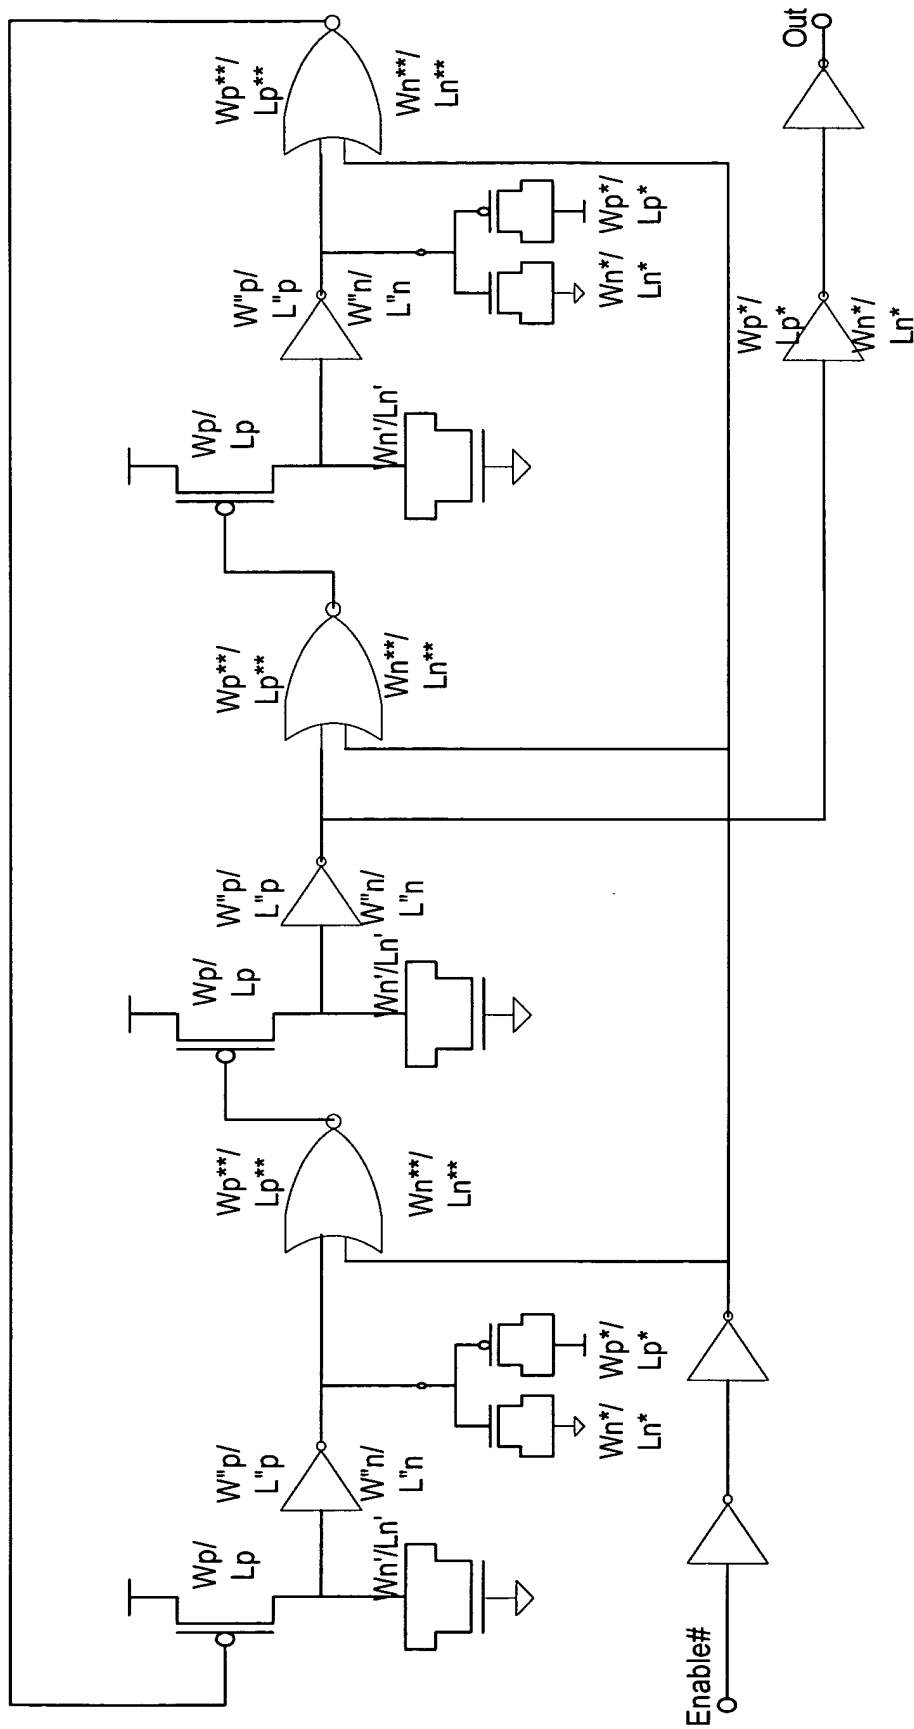 Wp/
Lp
Wn'/Ln'
W"p/
L"p
W"n/
L"n
Wn*/
Ln*
Wp*/
Lp*
Wp**/
Lp**
Wn**/
Ln**
Wp/
Lp
Wn'/Ln'
W"p/
L"p
W"n/
L"n
Wp**/
Lp**
Wn**/
Ln**
Wp/
Lp
Wn'/Ln'
W"p/
L"p
W"n/
L"n
Wn*/
Ln*
Wp*/
Lp*
Wp**/
Lp**
Wn**/
Ln**
Enable#
Wp*/
Lp*
Wn*/
Ln*
Out